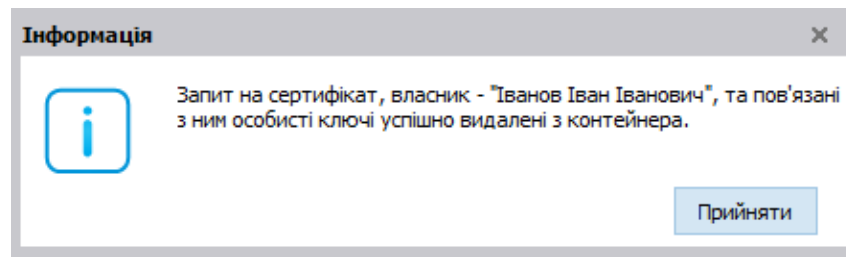 Інформація
Запит на сертифікат, власник - "Іванов Іван Іванович", та пов'язані
з ним особисті ключі успішно видалені з контейнера.
Прийняти